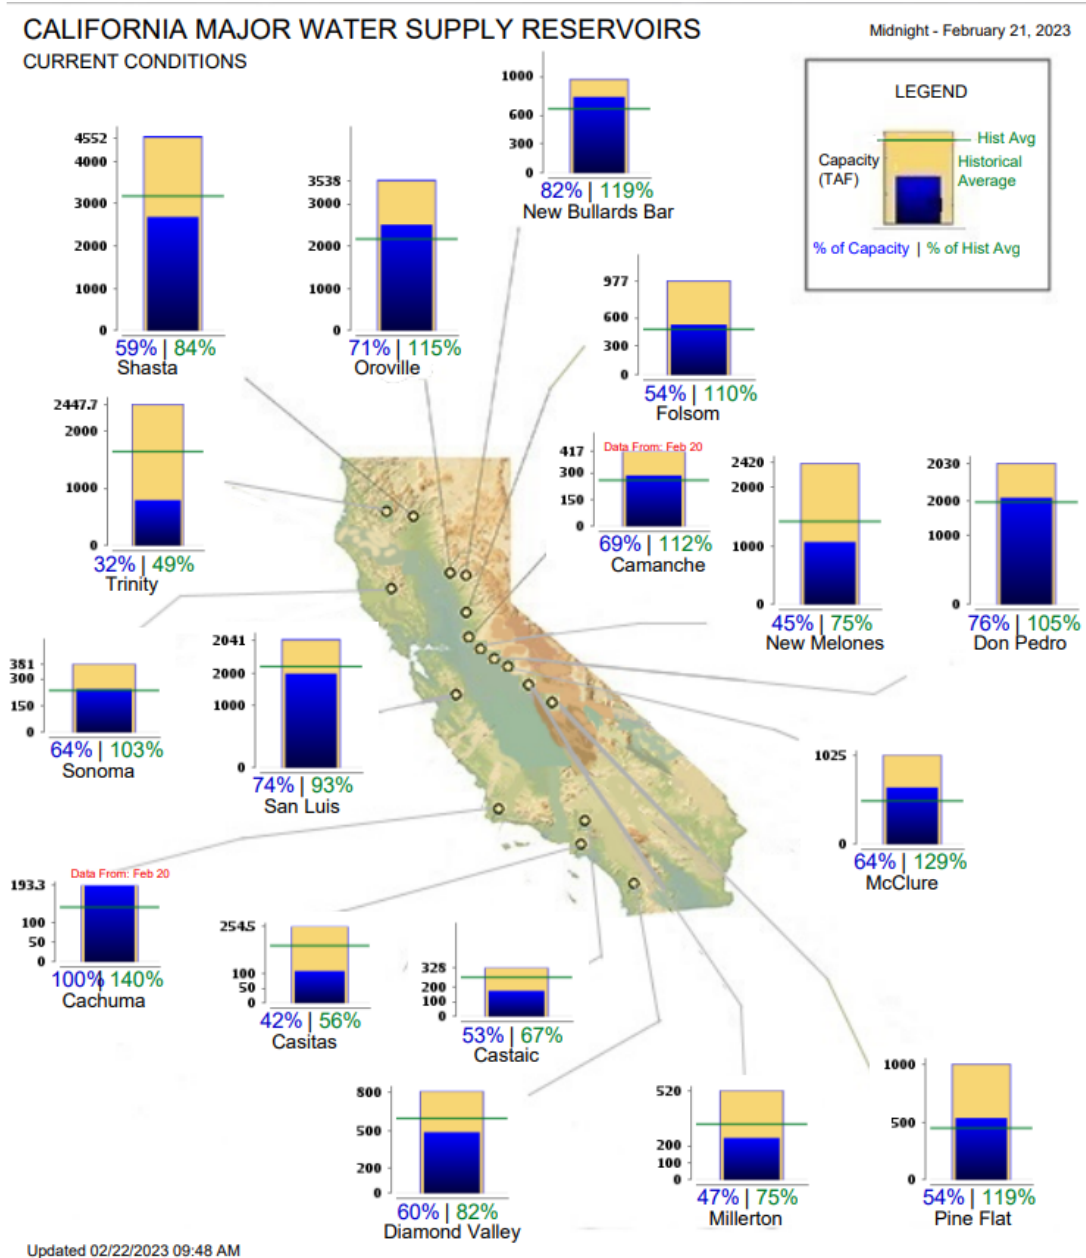 CALIFORNIA MAJOR WATER SUPPLY RESERVOIRS
Midnight - February 21, 2023
CURRENT CONDITIONS
LEGEND
Hist Avg
Capacity
(TAF)
Historical
Average
% of Capacity | % of Hist Avg
1000
600
300
0
82% | 119%
New Bullards Bar
4552
4000
3000
2000
1000
0
59% | 84%
Shasta
3538
3000
2000
1000
0
71% | 115%
Oroville
977
600
300
0
54% | 110%
Folsom
2447.7
2000
1000
0
32% | 49%
Trinity
Data From: Feb 20
417
300
150
0
69% | 112%
Camanche
2420
2000
1000
0
45% | 75%
New Melones
2030
2000
1000
0
76% | 105%
Don Pedro
381
300
150
0
64% | 103%
Sonoma
2041
2000
1000
0
74% | 93%
San Luis
1025
0
64% | 129%
McClure
Data From: Feb 20
193.3
100
50
0
100% | 140%
Cachuma
254.5
100
50
0
42% | 56%
Casitas
328
200
100
0
53% | 67%
Castaic
800
500
200
0
60% | 82%
Diamond Valley
520
200
100
0
47% | 75%
Millerton
1000
500
0
54% | 119%
Pine Flat
Updated 02/22/2023 09:48 AM